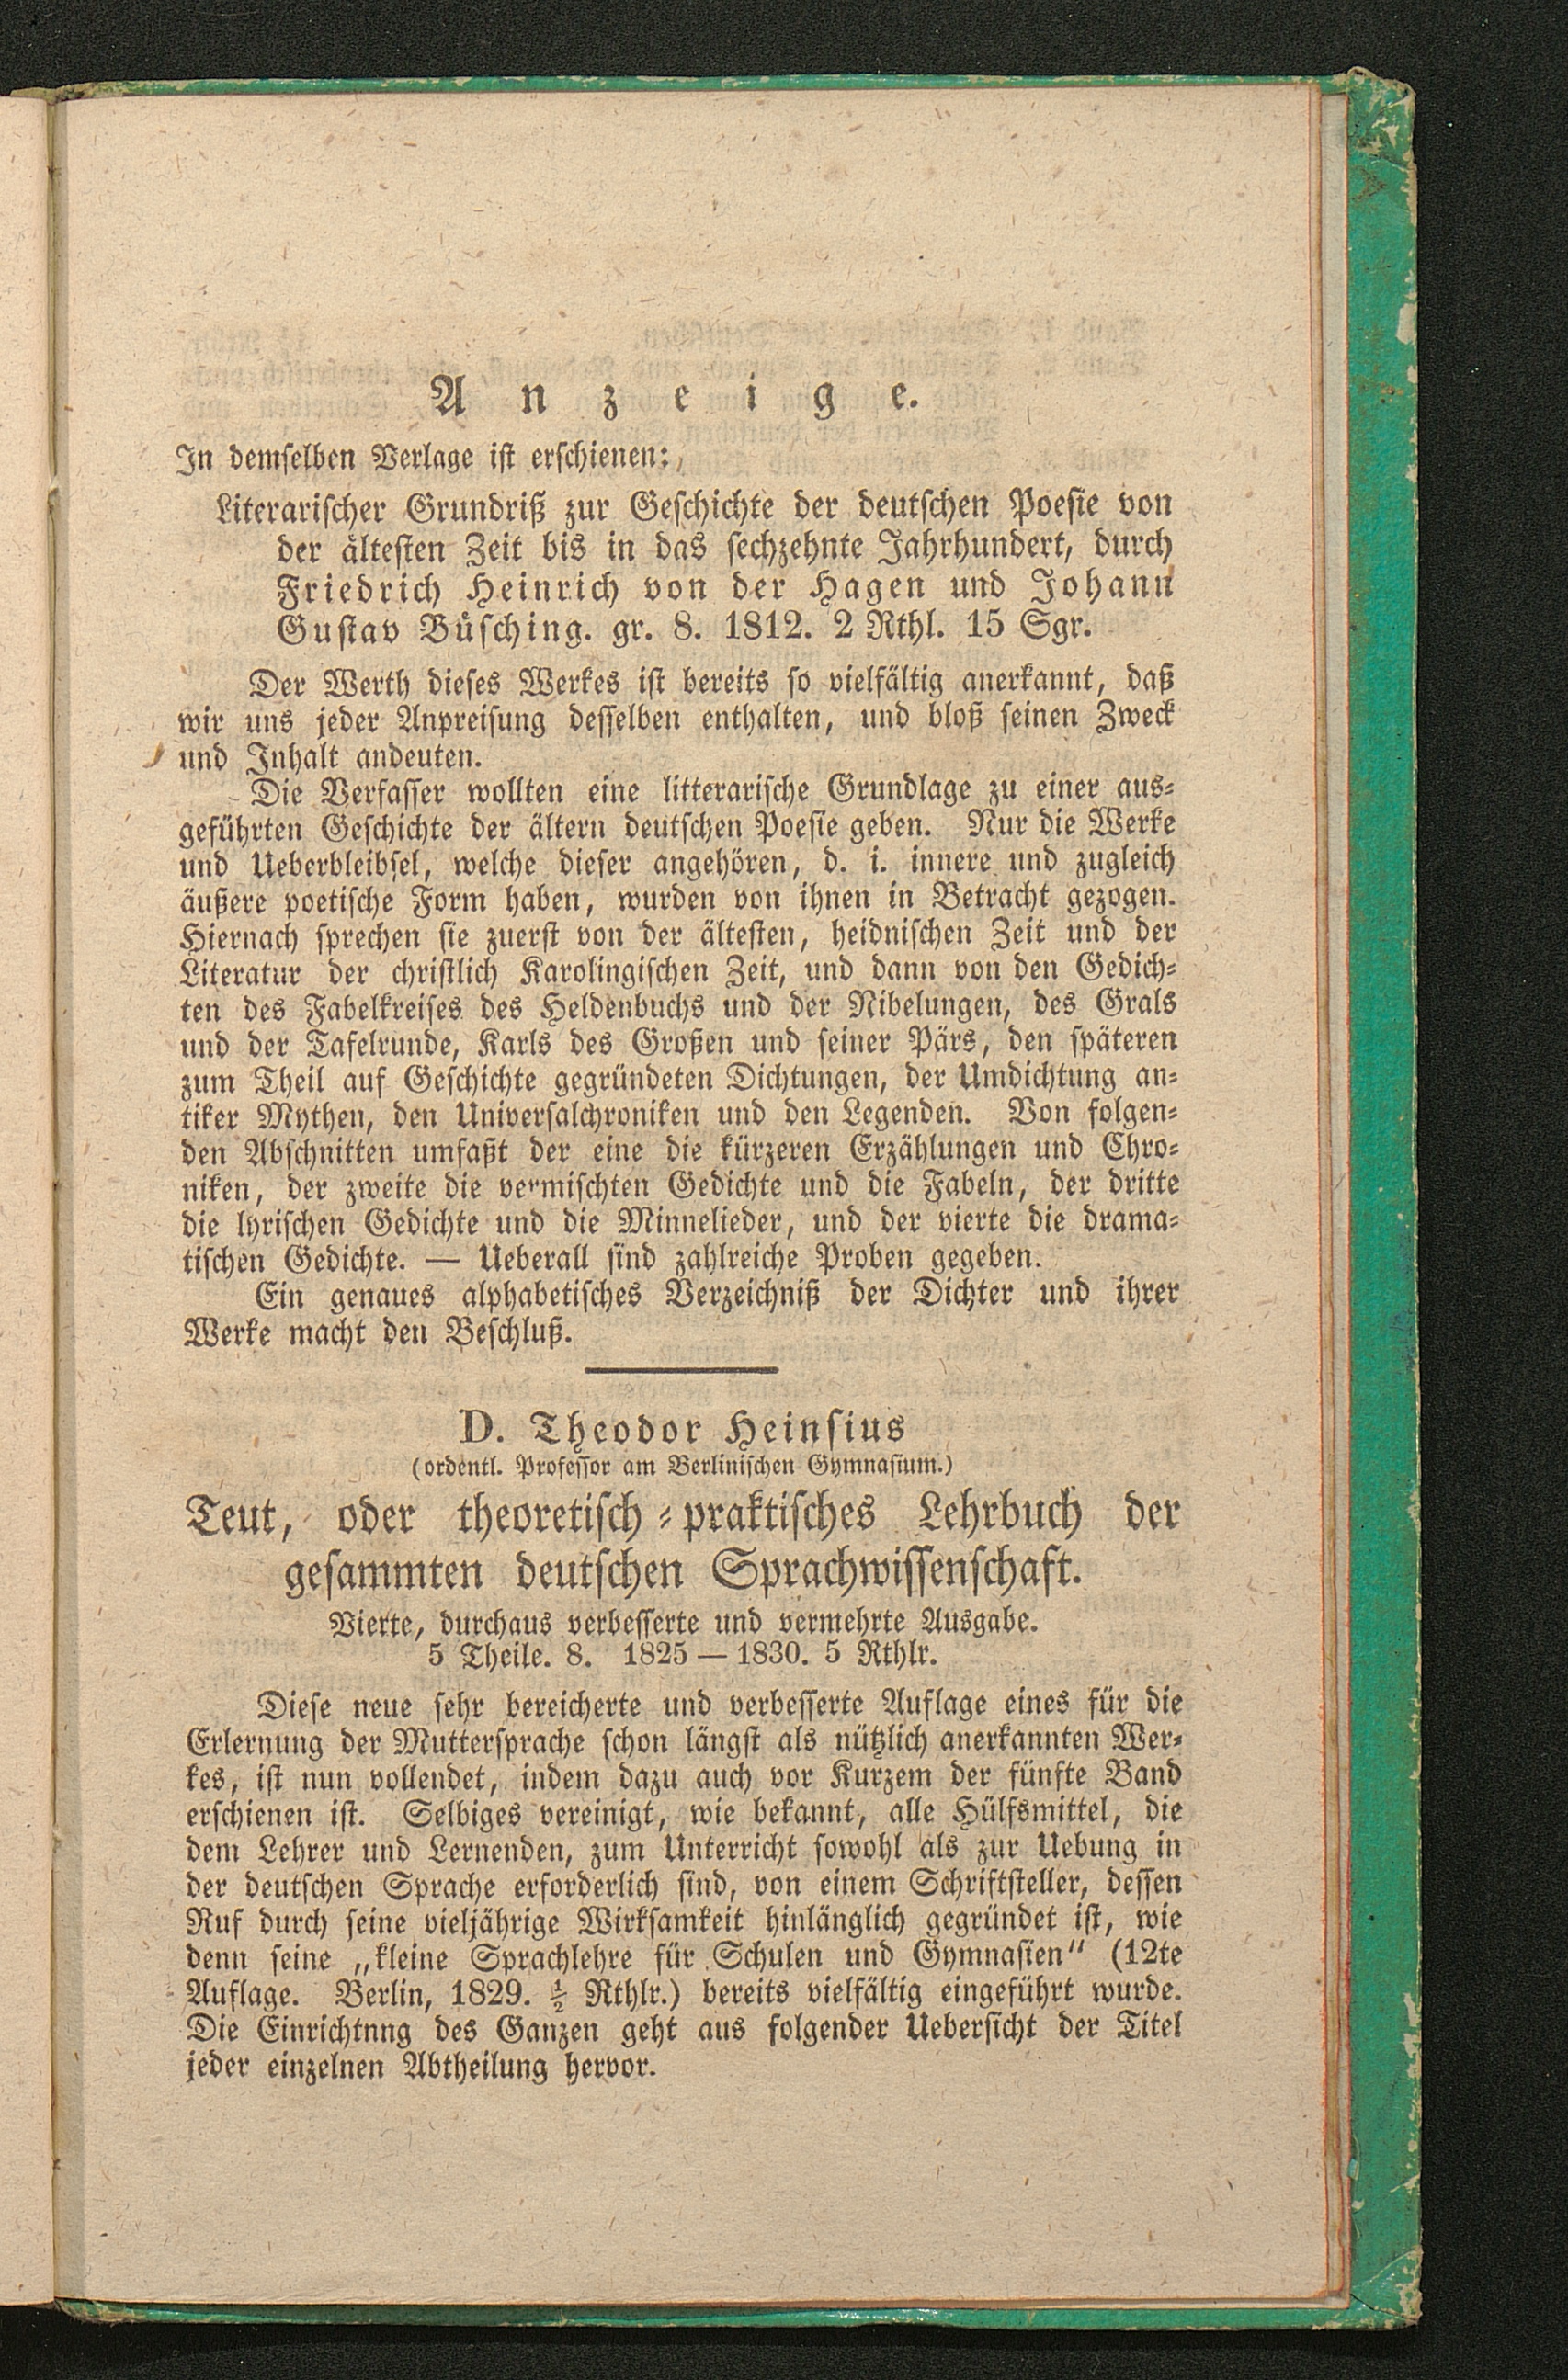 Anzeige.
In demselben Verlage ist erschienen:
Literarischer Grundriß zur Geschichte der deutschen Poesie von
der ältesten Zeit bis in das sechzehnte Jahrhundert, durch
Friedrich Heinrich von der Hagen und Johann
Gustav Büsching. gr. 8. 1812. 2 Rthl. 15 Sgr.
Der Werth dieses Werkes ist bereits so vielfältig anerkannt, daß
wir uns jeder Anpreisung desselben enthalten, und bloß seinen Zweck
und Inhalt andeuten.
Die Verfasser wollten eine litterarische Grundlage zu einer aus-
geführten Geschichte der ältern deutschen Poesie geben. Nur die Werke
und Ueberbleibsel, welche dieser angehören, d. i. innere und zugleich
äußere poetische Form haben, wurden von ihnen in Betracht gezogen.
Hiernach sprechen sie zuerst von der ältesten, heidnischen Zeit und der
Literatur der christlich Karolingischen Zeit, und dann von den Gedich-
ten des Fabelkreises des Heldenbuchs und der Nibelungen, des Grals
und der Tafelrunde, Karls des Großen und seiner Pärs, den späteren
zum Theil auf Geschichte gegründeten Dichtungen, der Umdichtung an-
tiker Mythen, den Universalchroniken und den Legenden. Von folgen-
den Abschnitten umfaßt der eine die kürzeren Erzählungen und Chro-
niken, der zweite die vermischten Gedichte und die Fabeln, der dritte
die lyrischen Gedichte und die Minnelieder, und der vierte die drama-
tischen Gedichte. — Ueberall sind zahlreiche Proben gegeben.
Ein genaues alphabetisches Verzeichniß der Dichter und ihrer
Werke macht den Beschluß.
D. Theodor Heinsius
(ordentl. Professor am Berlinischen Gymnasium.)
Teut, oder theoretisch-praktisches Lehrbuch der
gesammten deutschen Sprachwissenschaft.
Vierte, durchaus verbesserte und vermehrte Ausgabe.
5 Theile. 8. 1825 — 1830. 5 Rthlr.
Diese neue sehr bereicherte und verbesserte Auflage eines für die
Erlernung der Muttersprache schon längst als nützlich anerkannten Wer-
kes, ist nun vollendet, indem dazu auch vor Kurzem der fünfte Band
erschienen ist. Selbiges vereinigt, wie bekannt, alle Hülfsmittel, die
dem Lehrer und Lernenden, zum Unterricht sowohl als zur Uebung in
der deutschen Sprache erforderlich sind, von einem Schriftsteller, dessen
Ruf durch seine vieljährige Wirksamkeit hinlänglich gegründet ist, wie
denn seine „kleine Sprachlehre für Schulen und Gymnasien“ (12te
Auflage. Berlin, 1829. ½ Rthlr.) bereits vielfältig eingeführt wurde.
Die Einrichtnng des Ganzen geht aus folgender Uebersicht der Titel
jeder einzelnen Abtheilung hervor.